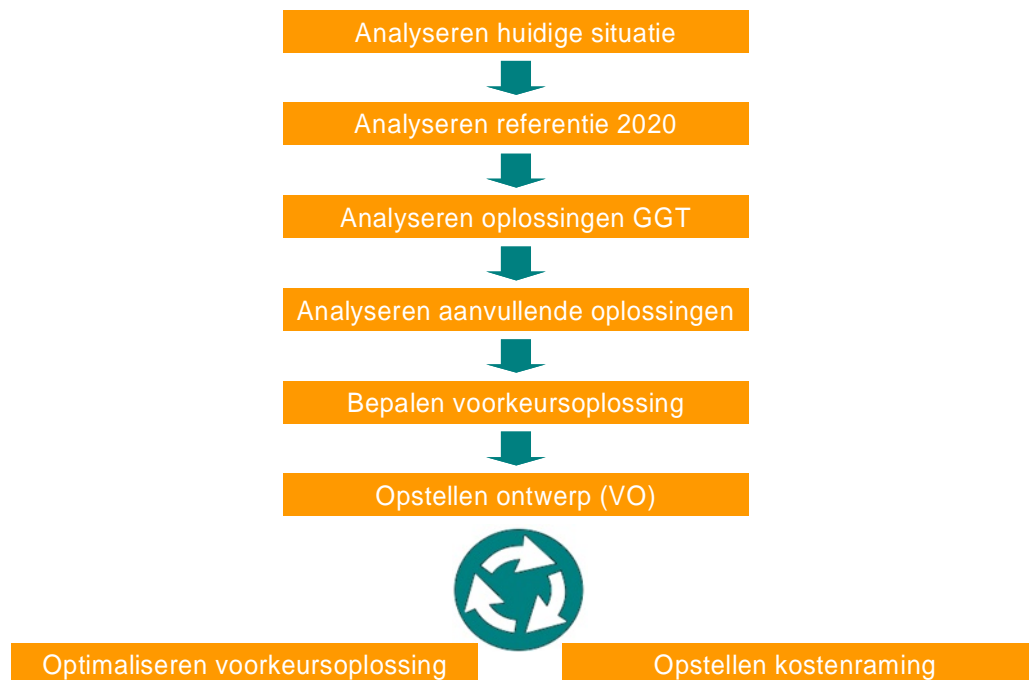 Analyseren huidige situatie
Analyseren referentie 2020
Analyseren oplossingen GGT
Analyseren aanvullende oplossingen
Bepalen voorkeursoplossing
Opstellen ontwerp (VO)
Optimaliseren voorkeursoplossing
Opstellen kostenraming